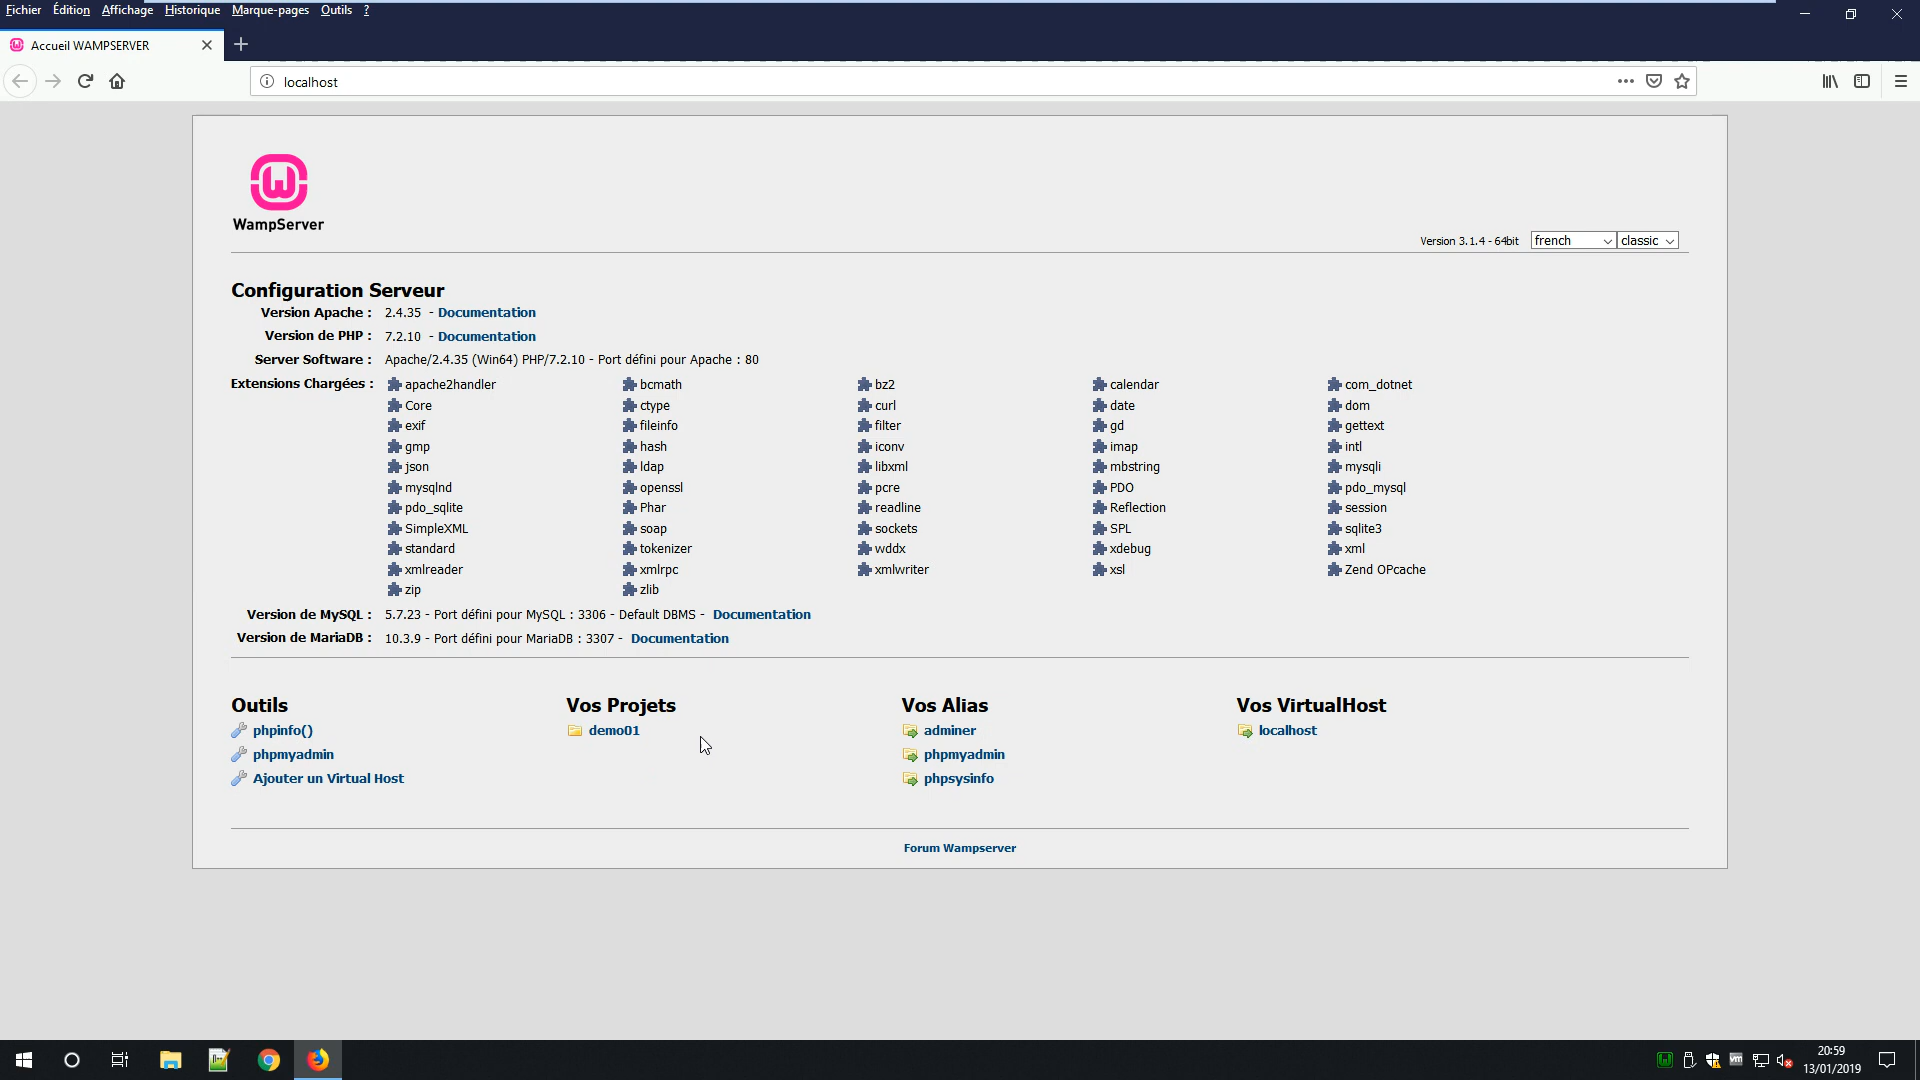 Fichier Édition Affichage Historique Marque-pages Outils ?
Accueil WAMPSERVER
localhost
WampServer
Version 3.1.4 - 64bit french classic
Configuration Serveur
Version Apache : 2.4.35 - Documentation
Version de PHP : 7.2.10 - Documentation
Server Software : Apache/2.4.35 (Win64) PHP/7.2.10 - Port défini pour Apache : 80
Extensions Chargées : apache2handler bcmath bz2 calendar com_dotnet
Core ctype curl date dom
exif fileinfo filter gd gettext
gmp hash iconv imap intl
json ldap libxml mbstring mysqli
mysqlnd openssl pcre PDO pdo_mysql
pdo_sqlite Phar readline Reflection session
SimpleXML soap sockets SPL sqlite3
standard tokenizer wddx xdebug xml
xmlreader xmlrpc xmlwriter xsl Zend OPcache
zip zlib
Version de MySQL : 5.7.23 - Port défini pour MySQL : 3306 - Default DBMS - Documentation
Version de MariaDB : 10.3.9 - Port défini pour MariaDB : 3307 - Documentation
Outils
phpinfo()
phpmyadmin
Ajouter un Virtual Host
Vos Projets
demo01
Vos Alias
adminer
phpmyadmin
phpsysinfo
Vos VirtualHost
localhost
Forum Wampserver
20:59
13/01/2019